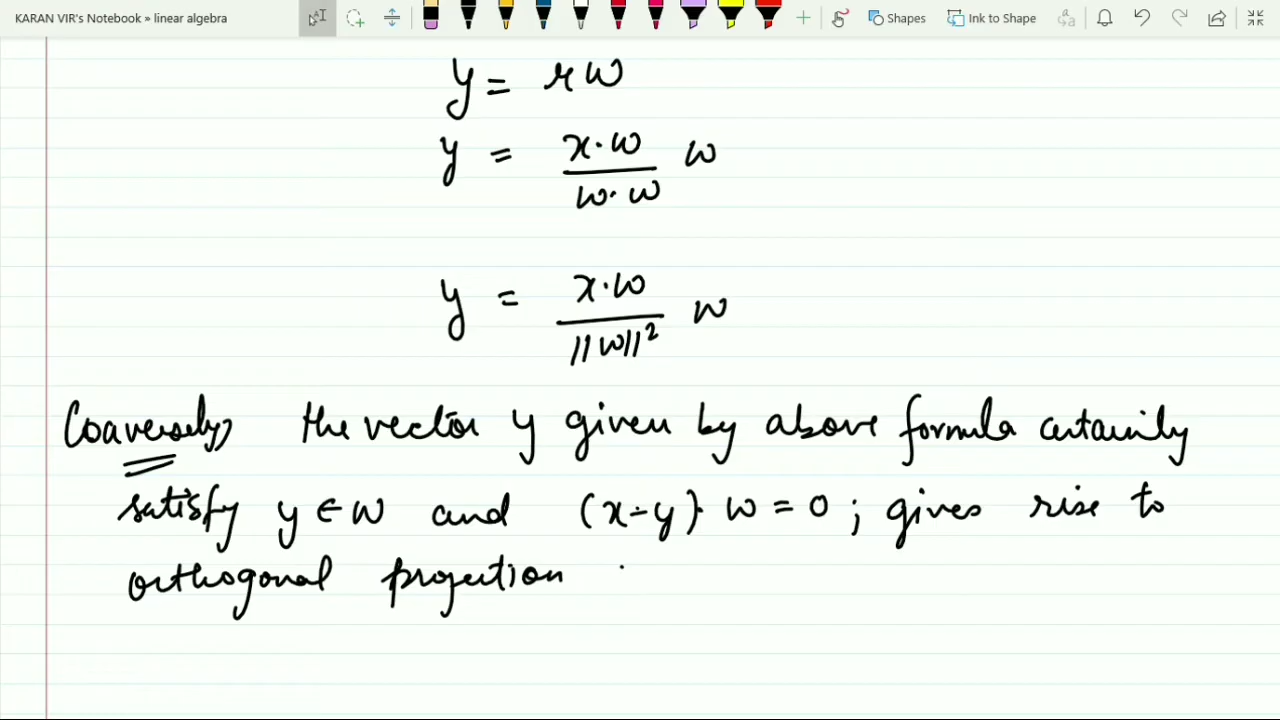 KARAN VIR's Notebook » linear algebra
Shapes
Ink to Shape
y = rw
y = x·w / w·w w
y = x·w / ||w||² w
Conversely, the vector y given by above formula certainly
satisfy y ∈ W and (x-y)· w = 0 ; gives rise to
orthogonal projection .